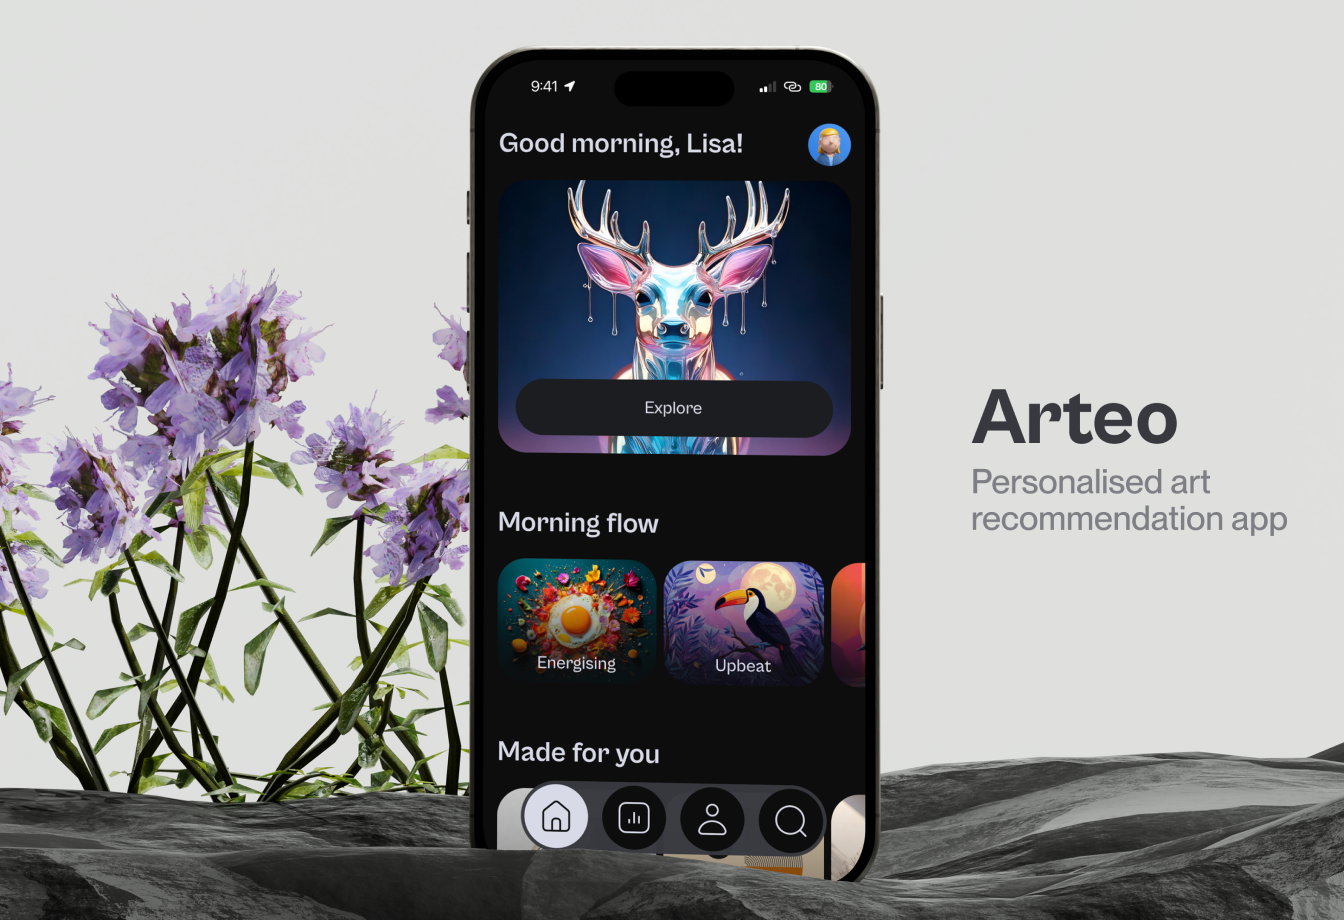 9:41
80
Good morning, Lisa!
Explore
Morning flow
Energising
Upbeat
Made for you
Arteo
Personalised art
recommendation app